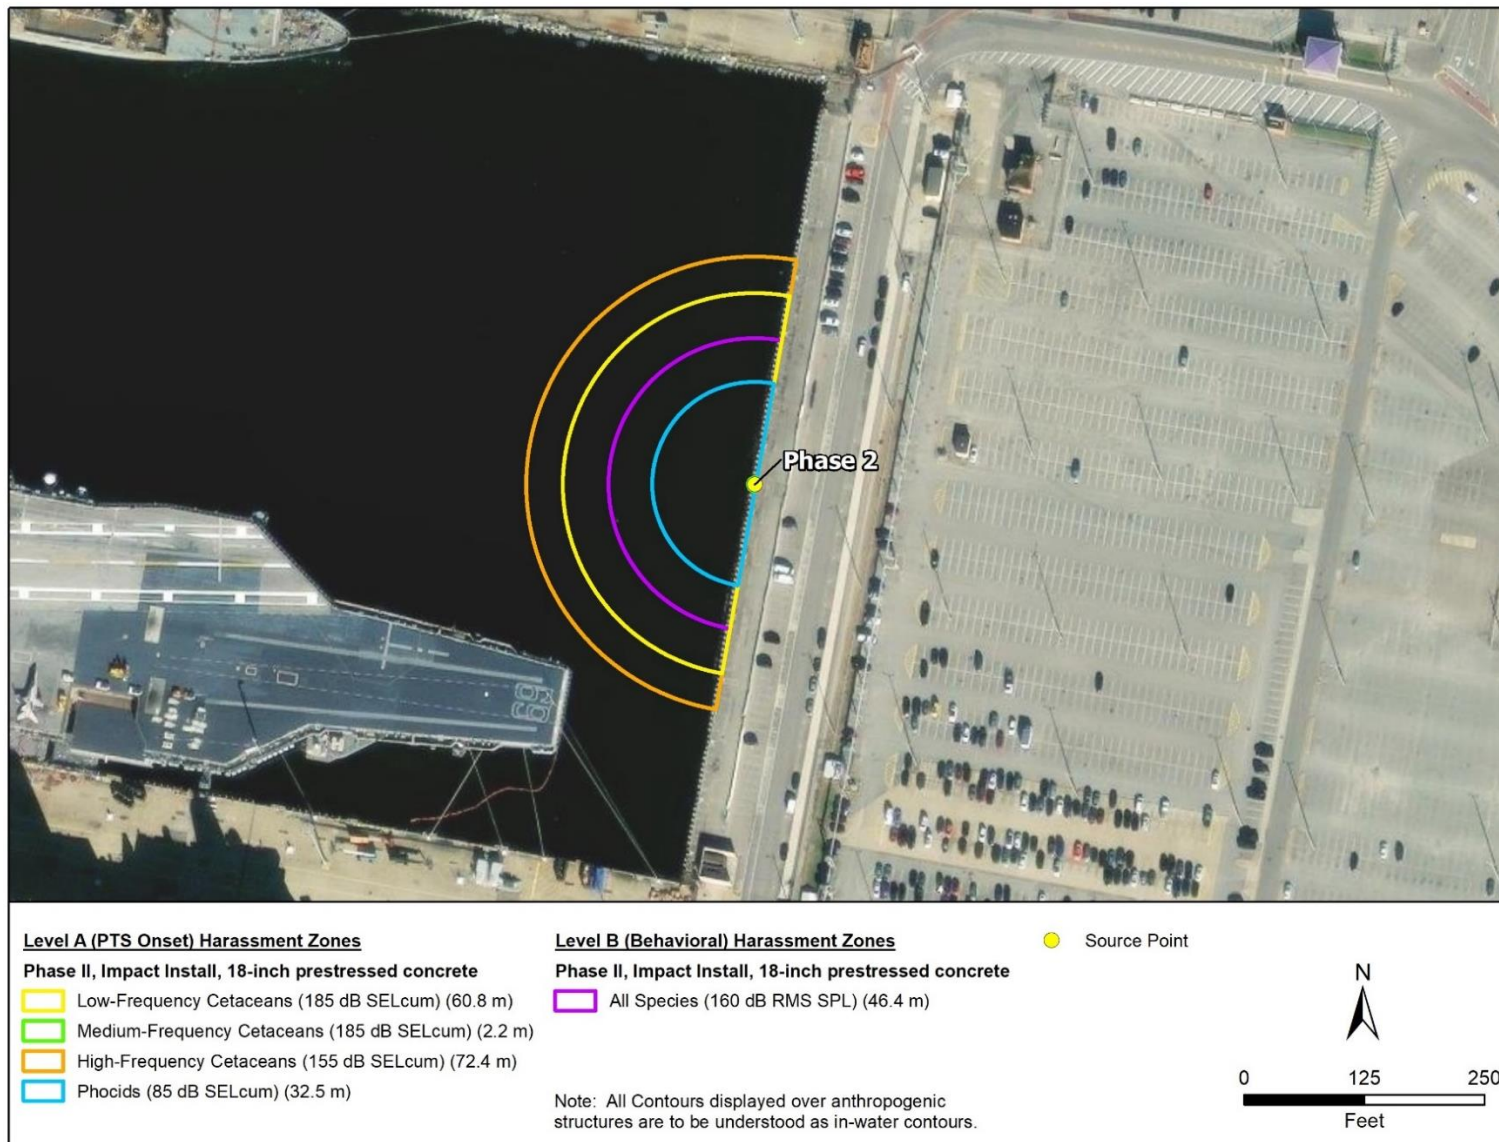 Phase 2
Level A (PTS Onset) Harassment Zones
Phase II, Impact Install, 18-inch prestressed concrete
Low-Frequency Cetaceans (185 dB SELcum) (60.8 m)
Medium-Frequency Cetaceans (185 dB SELcum) (2.2 m)
High-Frequency Cetaceans (155 dB SELcum) (72.4 m)
Phocids (85 dB SELcum) (32.5 m)
Level B (Behavioral) Harassment Zones
Phase II, Impact Install, 18-inch prestressed concrete
All Species (160 dB RMS SPL) (46.4 m)
Note: All Contours displayed over anthropogenic
structures are to be understood as in-water contours.
Source Point
N
0 125 250
Feet